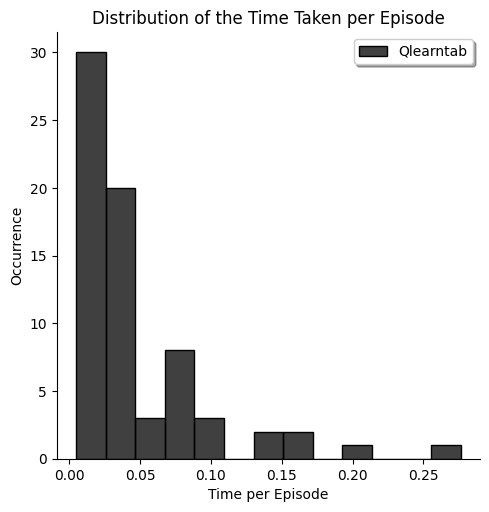 Distribution of the Time Taken per Episode
Qlearntab
30
25
20
15
10
5
0
Occurrence
0.00 0.05 0.10 0.15 0.20 0.25
Time per Episode